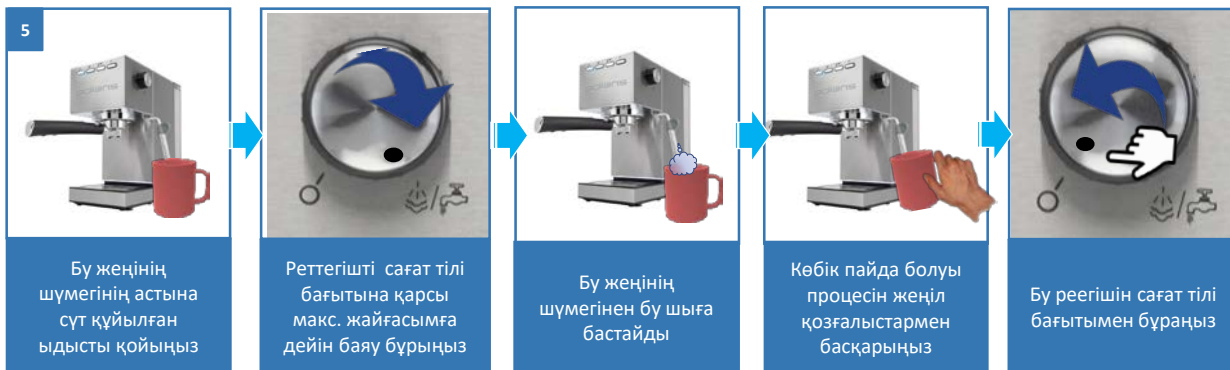 5
Бу жеңінің
шүмегінің астына
сүт құйылған
ыдысты қойыңыз
Реттегішті сағат тілі
бағытына қарсы
макс. жайғасымға
дейін баяу бұрыңыз
Бу жеңінің
шүмегінен бу шыға
бастайды
Көбік пайда болуы
процесін жеңіл
қозғалыстармен
басқарыңыз
Бу реегішін сағат тілі
бағытымен бұраңыз